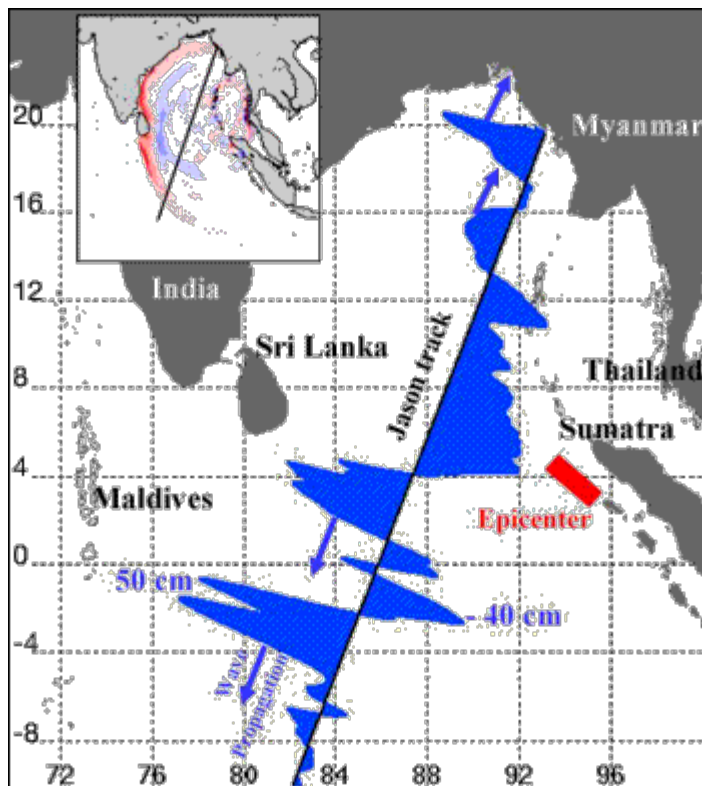 20
Myanmar
16
India
12
Sri Lanka
Jason track
8
Thailand
Sumatra
4
Maldives
Epicenter
0
50 cm
- 40 cm
-4
Wave
Propagation
-8
72 76 80 84 88 92 96